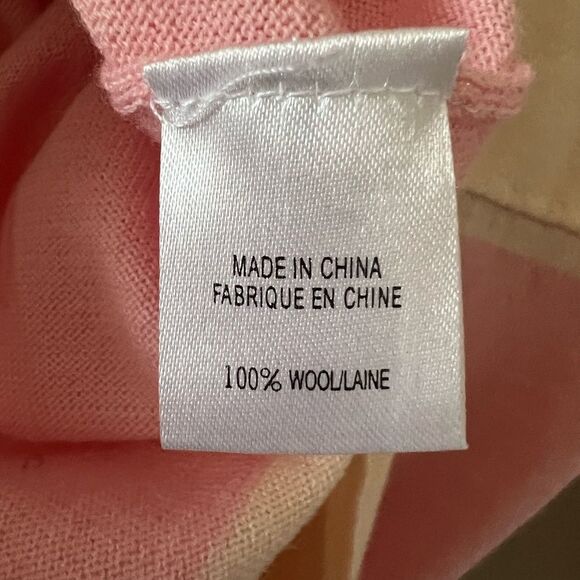 MADE IN CHINA
FABRIQUE EN CHINE
100% WOOL/LAINE